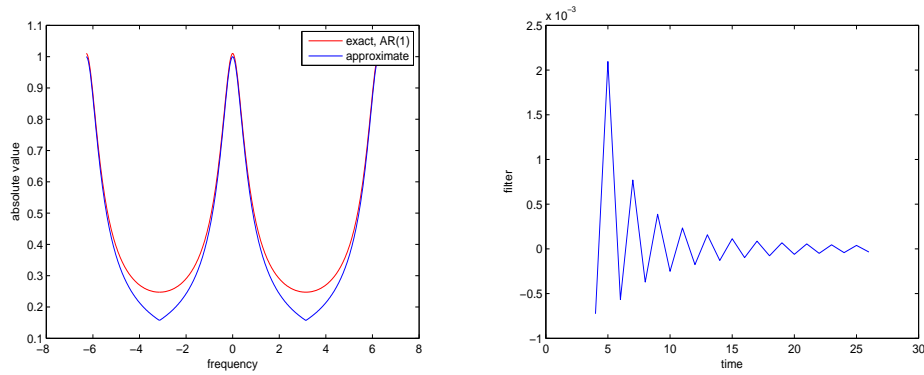 1.1
1
0.9
0.8
0.7
0.6
0.5
0.4
0.3
0.2
0.1
absolute value
−8 −6 −4 −2 0 2 4 6 8
frequency
exact, AR(1)
approximate
x 10⁻³
2.5
2
1.5
1
0.5
0
−0.5
−1
filter
0 5 10 15 20 25 30
time